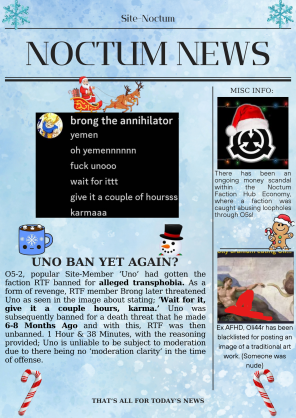 Site-Noctum
NOCTUM NEWS
MISC INFO:
brong the annihilator
yemen
oh yemennnnnn
fuck unooo
wait for ittt
give it a couple of hoursss
karmaaa
There has been an
ongoing money scandal
within the Noctum
Faction Hub Economy,
where a faction was
caught abusing loopholes
through O5s!
UNO BAN YET AGAIN?
O5-2, popular Site-Member 'Uno' had gotten the
faction RTF banned for alleged transphobia. As a
form of revenge, RTF member Brong later threatened
Uno as seen in the image about stating; 'Wait for it,
give it a couple hours, karma.' Uno was
subsequently banned for a death threat that he made
6-8 Months Ago and with this, RTF was then
unbanned. 1 Hour & 38 Minutes, with the reasoning
provided; Uno is unliable to be subject to moderation
due to there being no 'moderation clarity' in the time
of offense.
Ex.AFHD, Oli44r has been
blacklisted for posting an
image of a traditional art
work. (Someone was
nude)
THAT'S ALL FOR TODAY'S NEWS